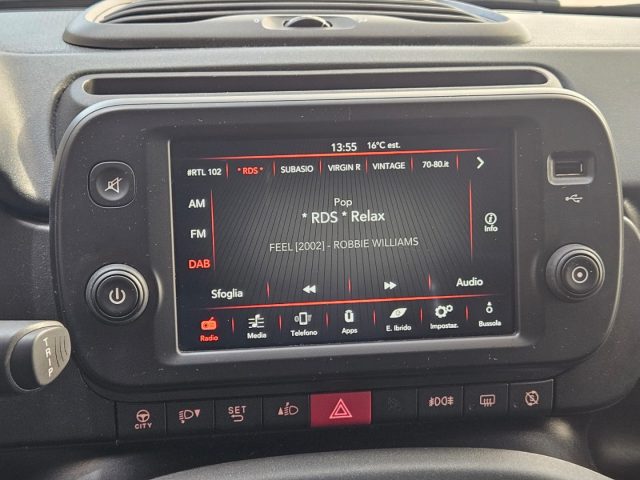 13:55 16°C est.
#RTL 102 * RDS * SUBASIO VIRGIN R VINTAGE 70-80.it
AM
Pop
* RDS * Relax
FM
FEEL [2002] - ROBBIE WILLIAMS
Info
DAB
Sfoglia Audio
Radio Media Telefono Apps E. Ibrido Impostaz. Bussola
TRIP
CITY SET